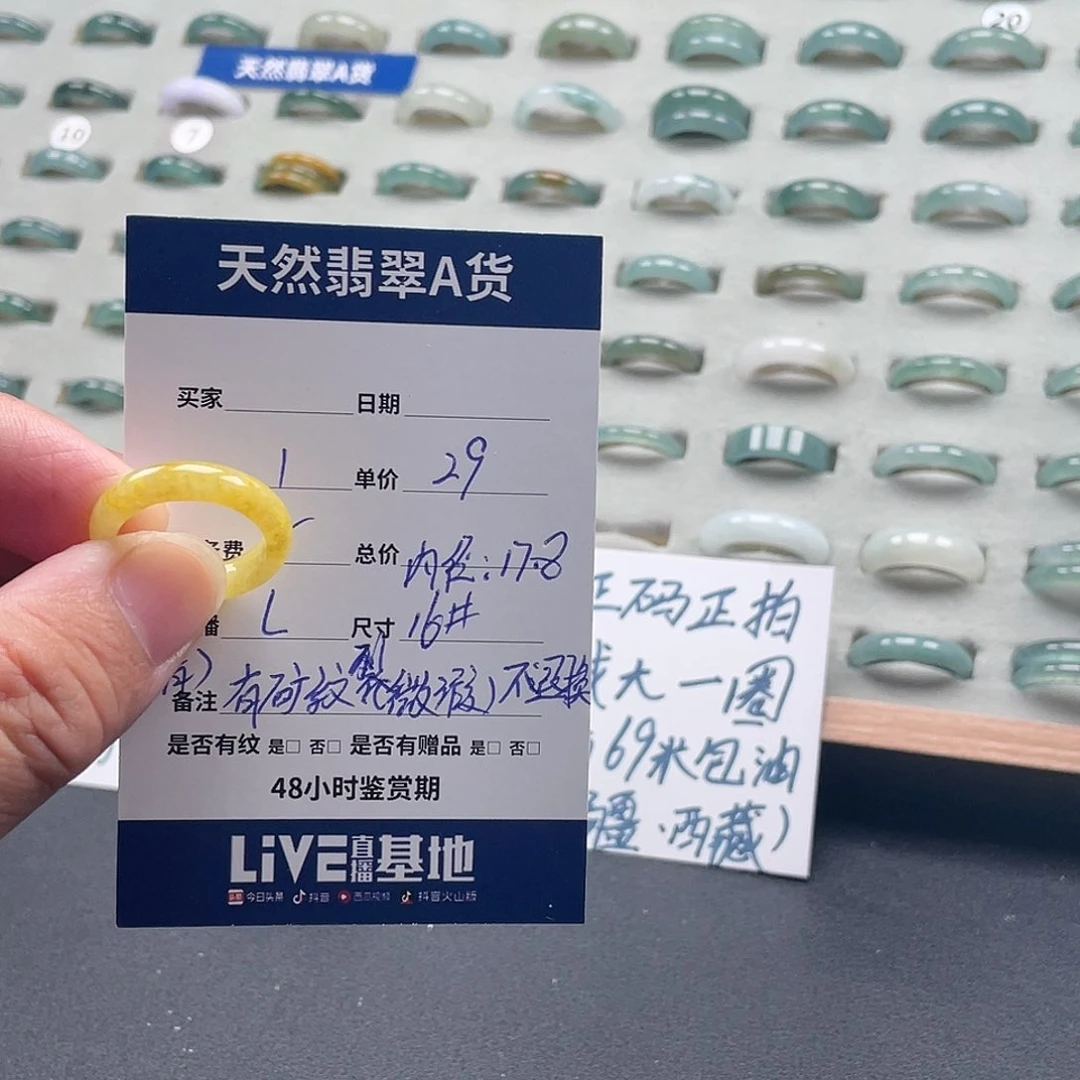 20
天然翡翠A货
10
7
天然翡翠A货
买家 日期
1 单价 29
费 总价 内径:17.8
播 L 尺寸 16#
备注 有矿纹裂(微瑕)不退换
是否有纹 是□ 否□ 是否有赠品 是□ 否□
48小时鉴赏期
LiVE直播基地
头条 今日头条 抖音 西瓜视频 抖音火山版
正码正拍
大一圈
69米包油
疆·西藏)